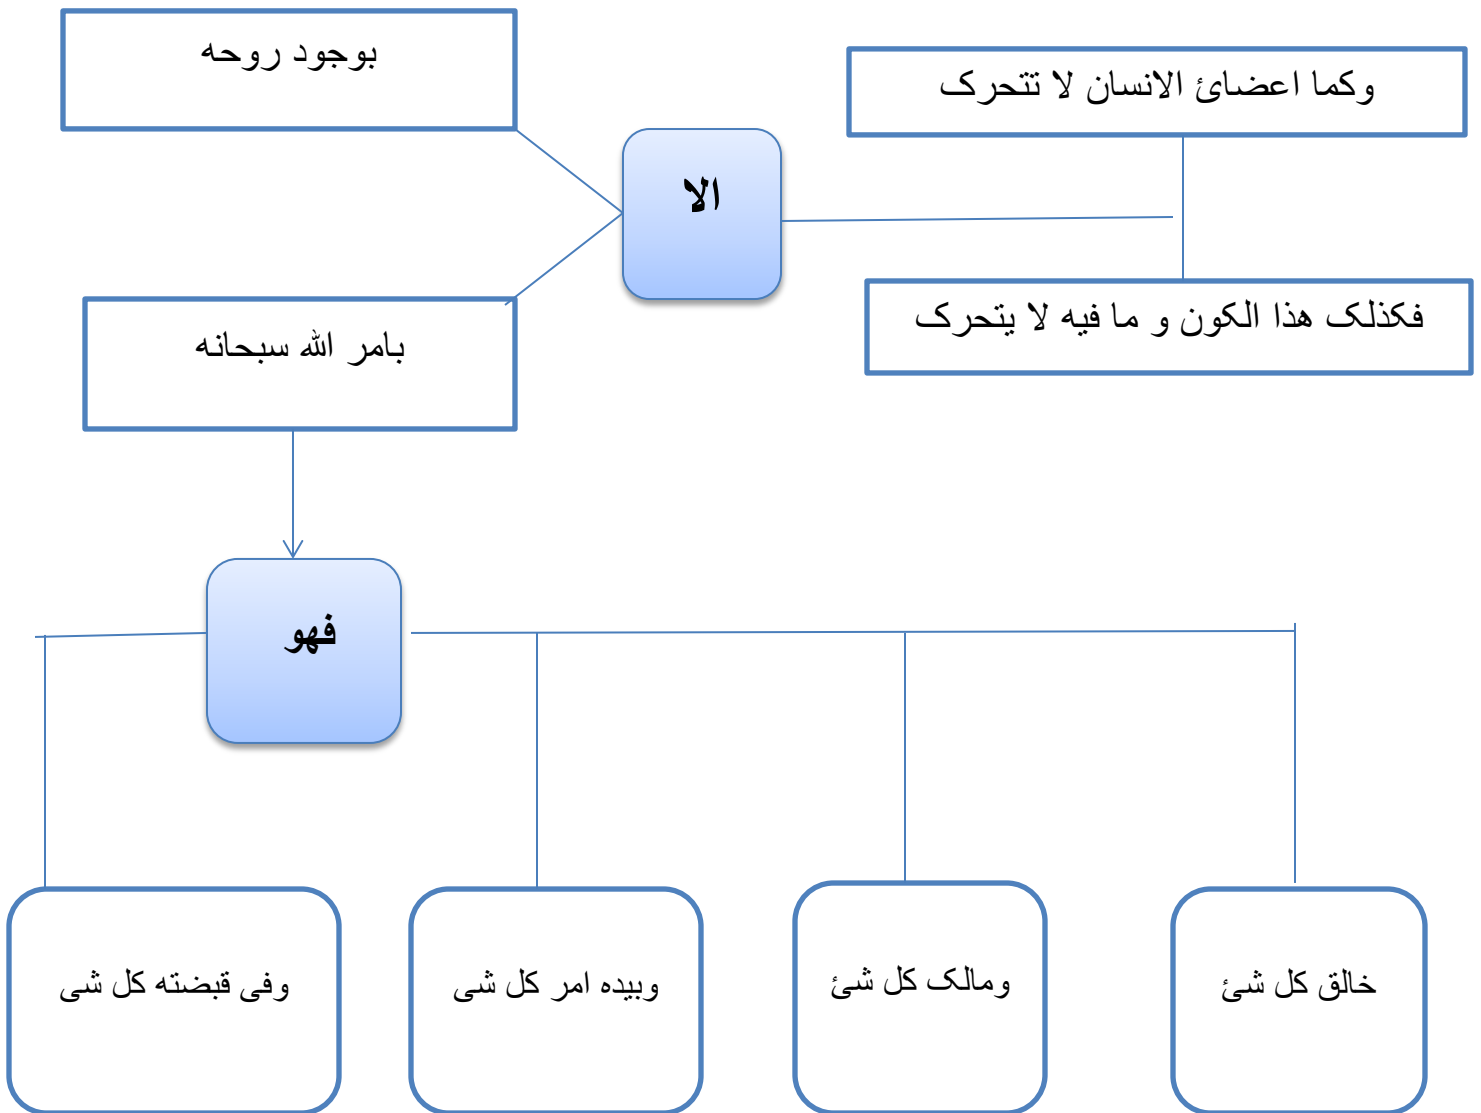 وكما اعضائ الانسان لا تتحرک
فكذلک هذا الكون و ما فيه لا يتحرک
الا
بوجود روحه
بامر الله سبحانه
فهو
خالق كل شئ
ومالک كل شئ
وبيده امر كل شى
وفى قبضته كل شى